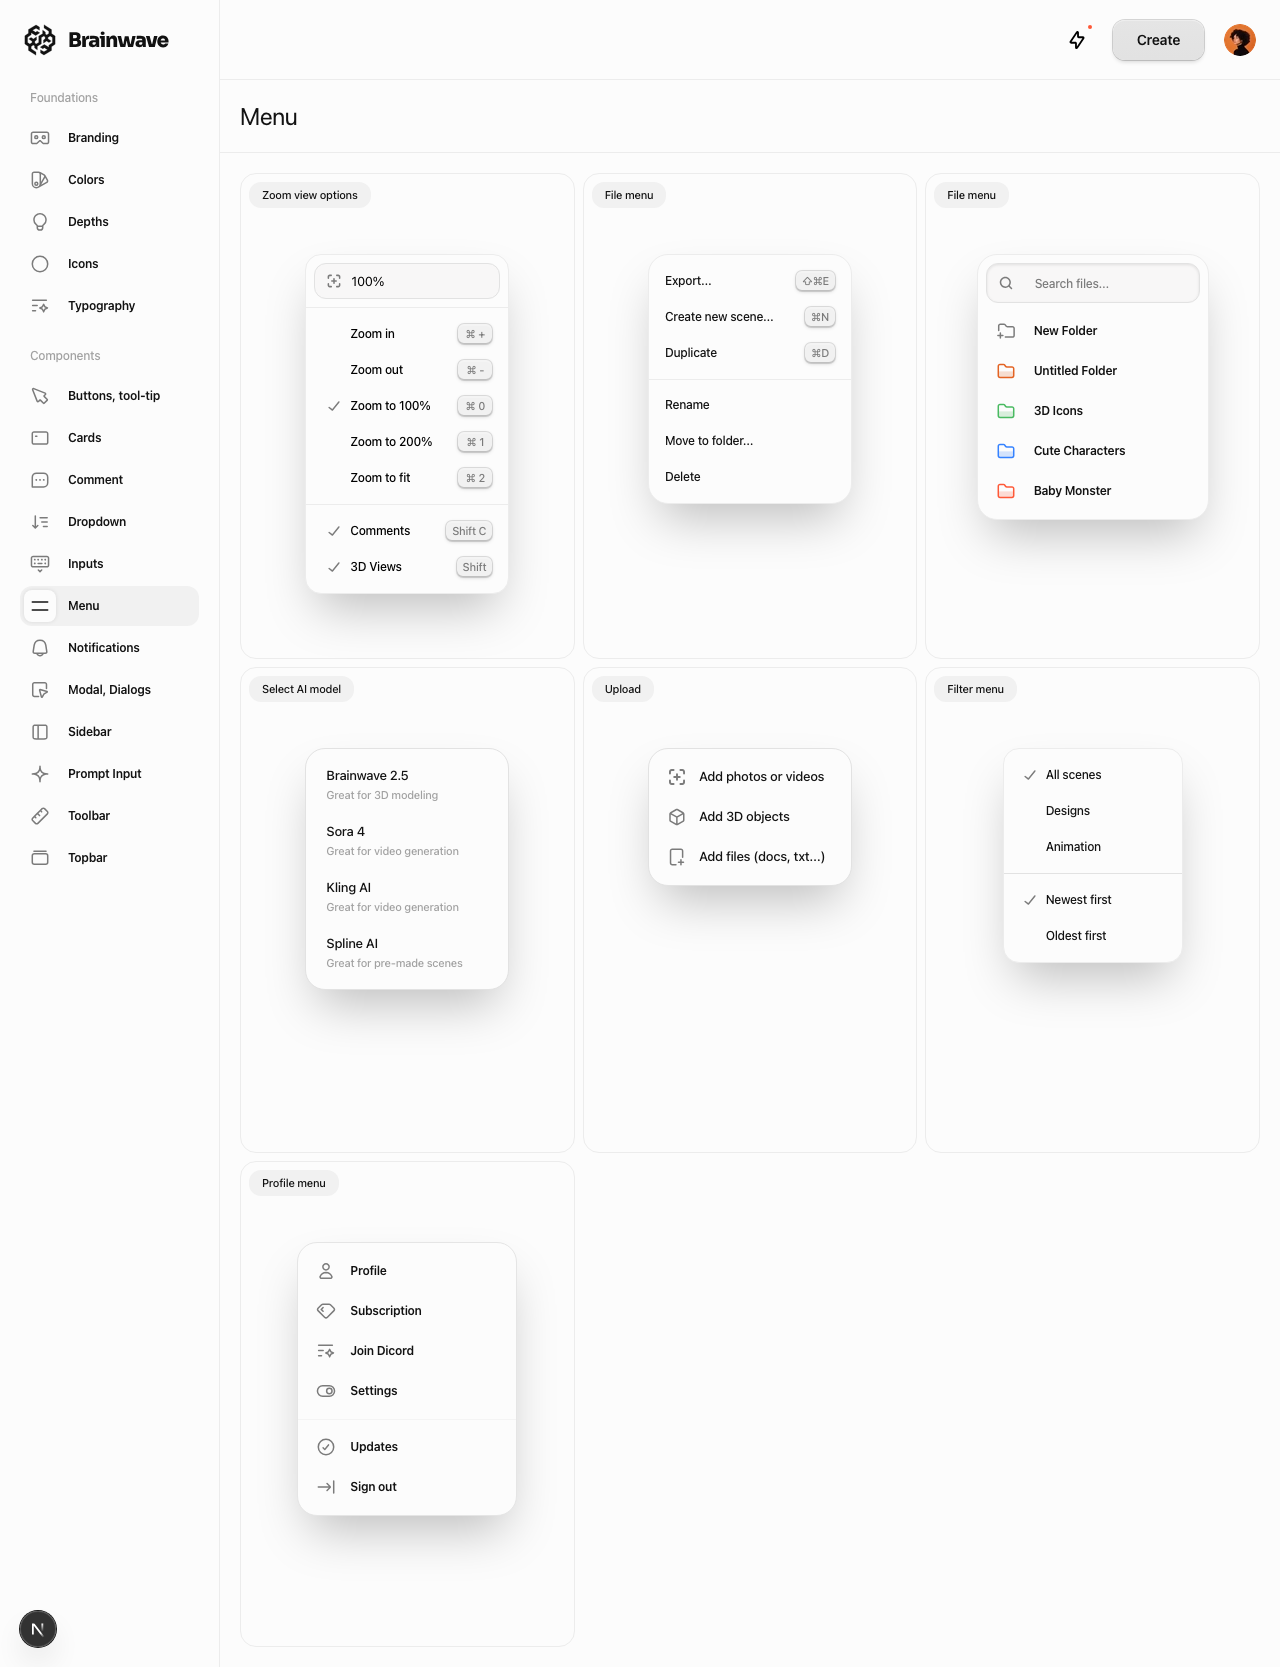 Brainwave
Create
Foundations
Branding
Colors
Depths
Icons
Typography
Components
Buttons, tool-tip
Cards
Comment
Dropdown
Inputs
Menu
Notifications
Modal, Dialogs
Sidebar
Prompt Input
Toolbar
Topbar
N
Menu
Zoom view options
100%
Zoom in ⌘ +
Zoom out ⌘ -
Zoom to 100% ⌘ 0
Zoom to 200% ⌘ 1
Zoom to fit ⌘ 2
Comments Shift C
3D Views Shift
File menu
Export... ⇧⌘E
Create new scene... ⌘N
Duplicate ⌘D
Rename
Move to folder...
Delete
File menu
Search files...
New Folder
Untitled Folder
3D Icons
Cute Characters
Baby Monster
Select AI model
Brainwave 2.5
Great for 3D modeling
Sora 4
Great for video generation
Kling AI
Great for video generation
Spline AI
Great for pre-made scenes
Upload
Add photos or videos
Add 3D objects
Add files (docs, txt...)
Filter menu
All scenes
Designs
Animation
Newest first
Oldest first
Profile menu
Profile
Subscription
Join Dicord
Settings
Updates
Sign out